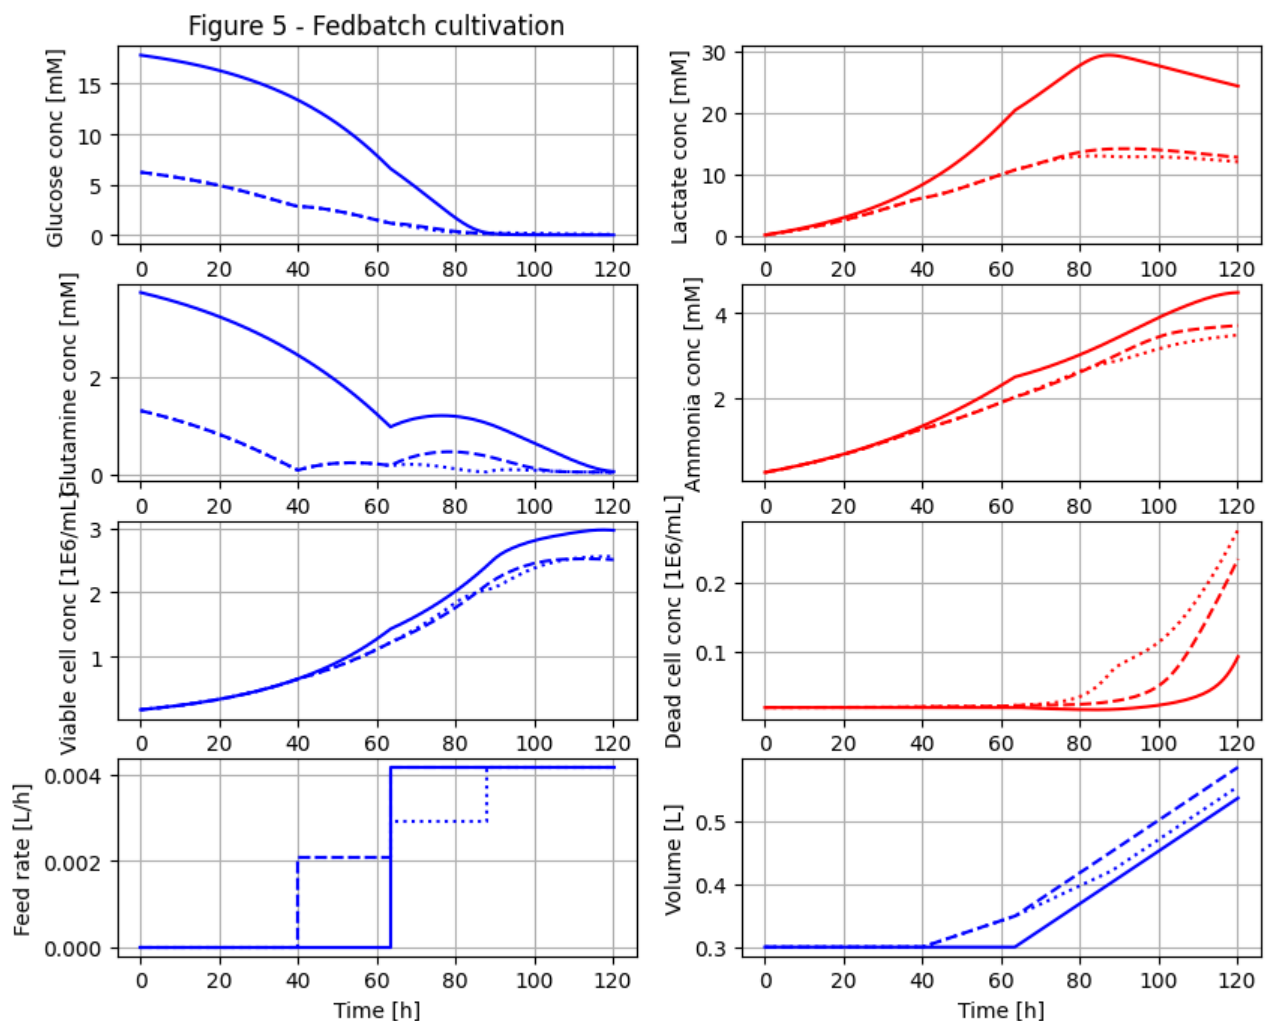 Figure 5 - Fedbatch cultivation
Glucose conc [mM]
15
10
5
0
0 20 40 60 80 100 120
Lactate conc [mM]
30
20
10
0
0 20 40 60 80 100 120
Glutamine conc [mM]
2
0
0 20 40 60 80 100 120
Ammonia conc [mM]
4
2
0 20 40 60 80 100 120
Viable cell conc [1E6/mL]
3
2
1
0 20 40 60 80 100 120
Dead cell conc [1E6/mL]
0.2
0.1
0 20 40 60 80 100 120
Feed rate [L/h]
0.004
0.002
0.000
0 20 40 60 80 100 120
Time [h]
Volume [L]
0.5
0.4
0.3
0 20 40 60 80 100 120
Time [h]